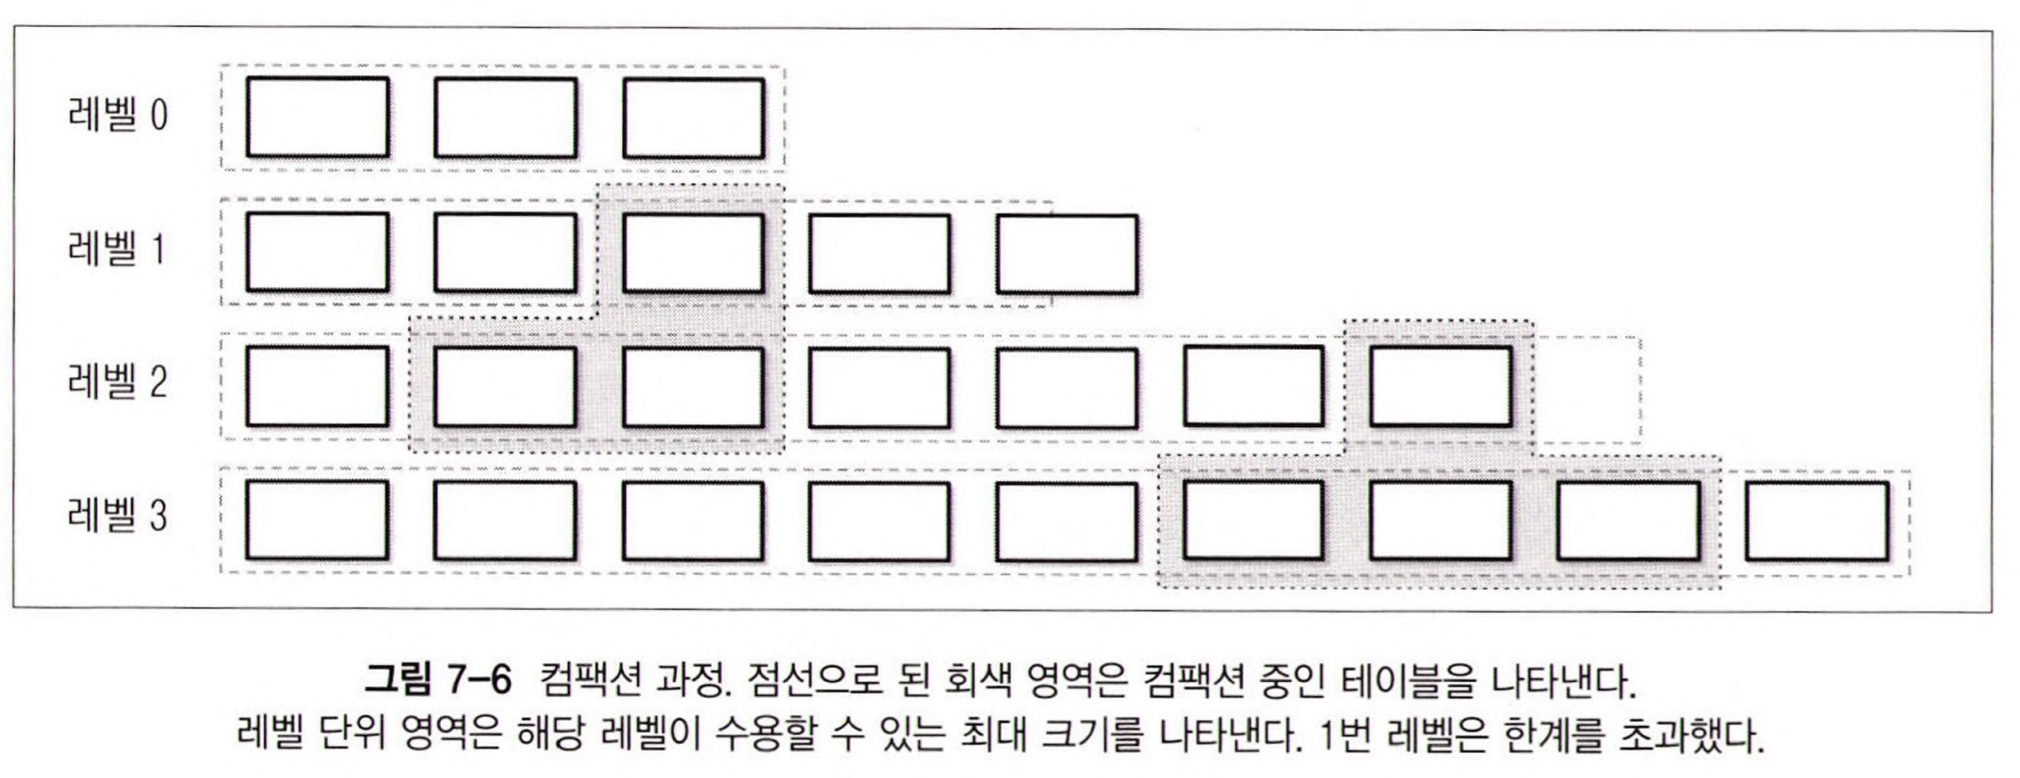 레벨 0
레벨 1
레벨 2
레벨 3
그림 7-6 컴팩션 과정. 점선으로 된 회색 영역은 컴팩션 중인 테이블을 나타낸다.
레벨 단위 영역은 해당 레벨이 수용할 수 있는 최대 크기를 나타낸다. 1번 레벨은 한계를 초과했다.